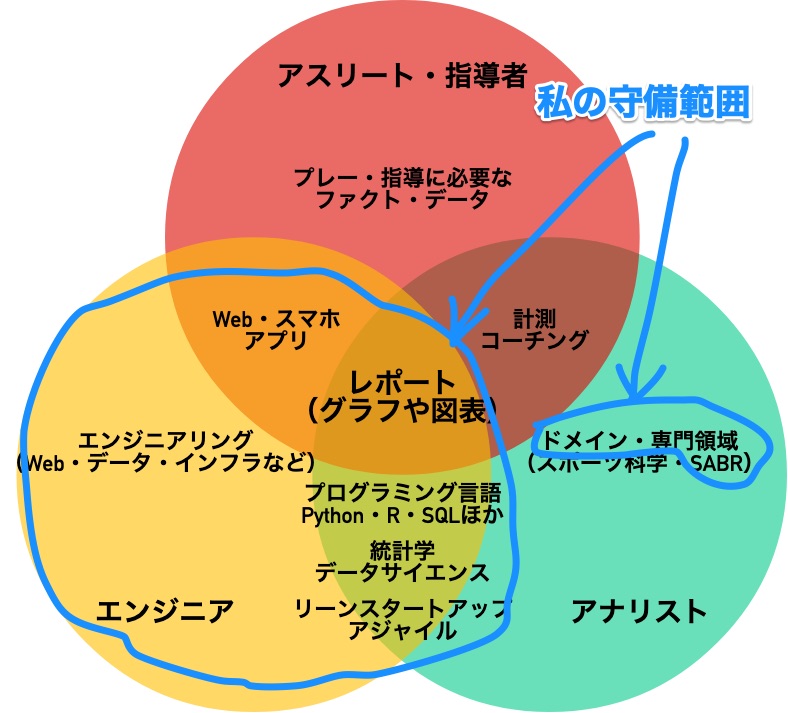 アスリート・指導者
私の守備範囲
プレー・指導に必要な
ファクト・データ
Web・スマホ
アプリ
計測
コーチング
レポート
(グラフや図表)
エンジニアリング
(Web・データ・インフラなど)
ドメイン・専門領域
(スポーツ科学・SABR)
プログラミング言語
Python・R・SQLほか
統計学
データサイエンス
リーンスタートアップ
アジャイル
エンジニア
アナリスト